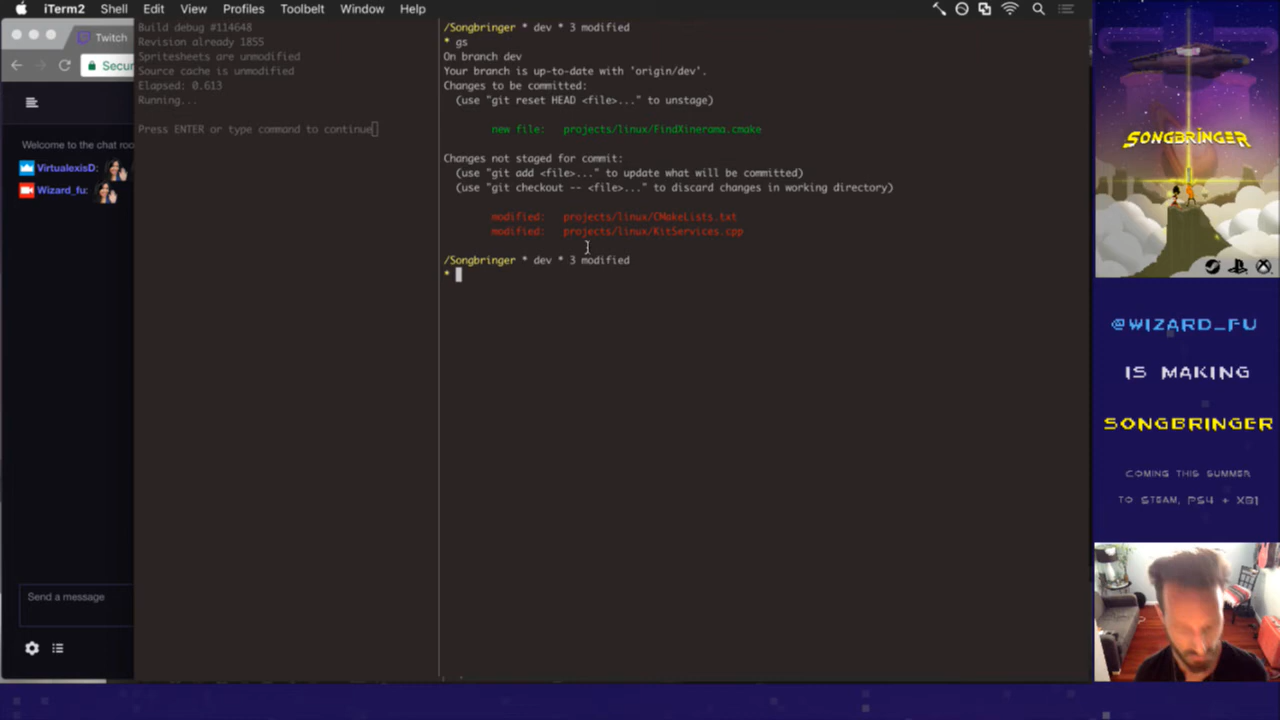 iTerm2 Shell Edit View Profiles Toolbelt Window Help
Twitch
Secur
Welcome to the chat roo
VirtualexisD:
Wizard_fu:
Send a message
Build debug #114648
Revision already 1855
Spritesheets are unmodified
Source cache is unmodified
Elapsed: 0.613
Running...
Press ENTER or type command to continue
/Songbringer * dev * 3 modified
* gs
On branch dev
Your branch is up-to-date with 'origin/dev'.
Changes to be committed:
(use "git reset HEAD <file>..." to unstage)
new file: projects/linux/FindXinerama.cmake
Changes not staged for commit:
(use "git add <file>..." to update what will be committed)
(use "git checkout -- <file>..." to discard changes in working directory)
modified: projects/linux/CMakeLists.txt
modified: projects/linux/KitServices.cpp
/Songbringer * dev * 3 modified
*
SONGBRINGER
@WIZARD_FU
IS MAKING
SONGBRINGER
COMING THIS SUMMER
TO STEAM, PS4 + XB1